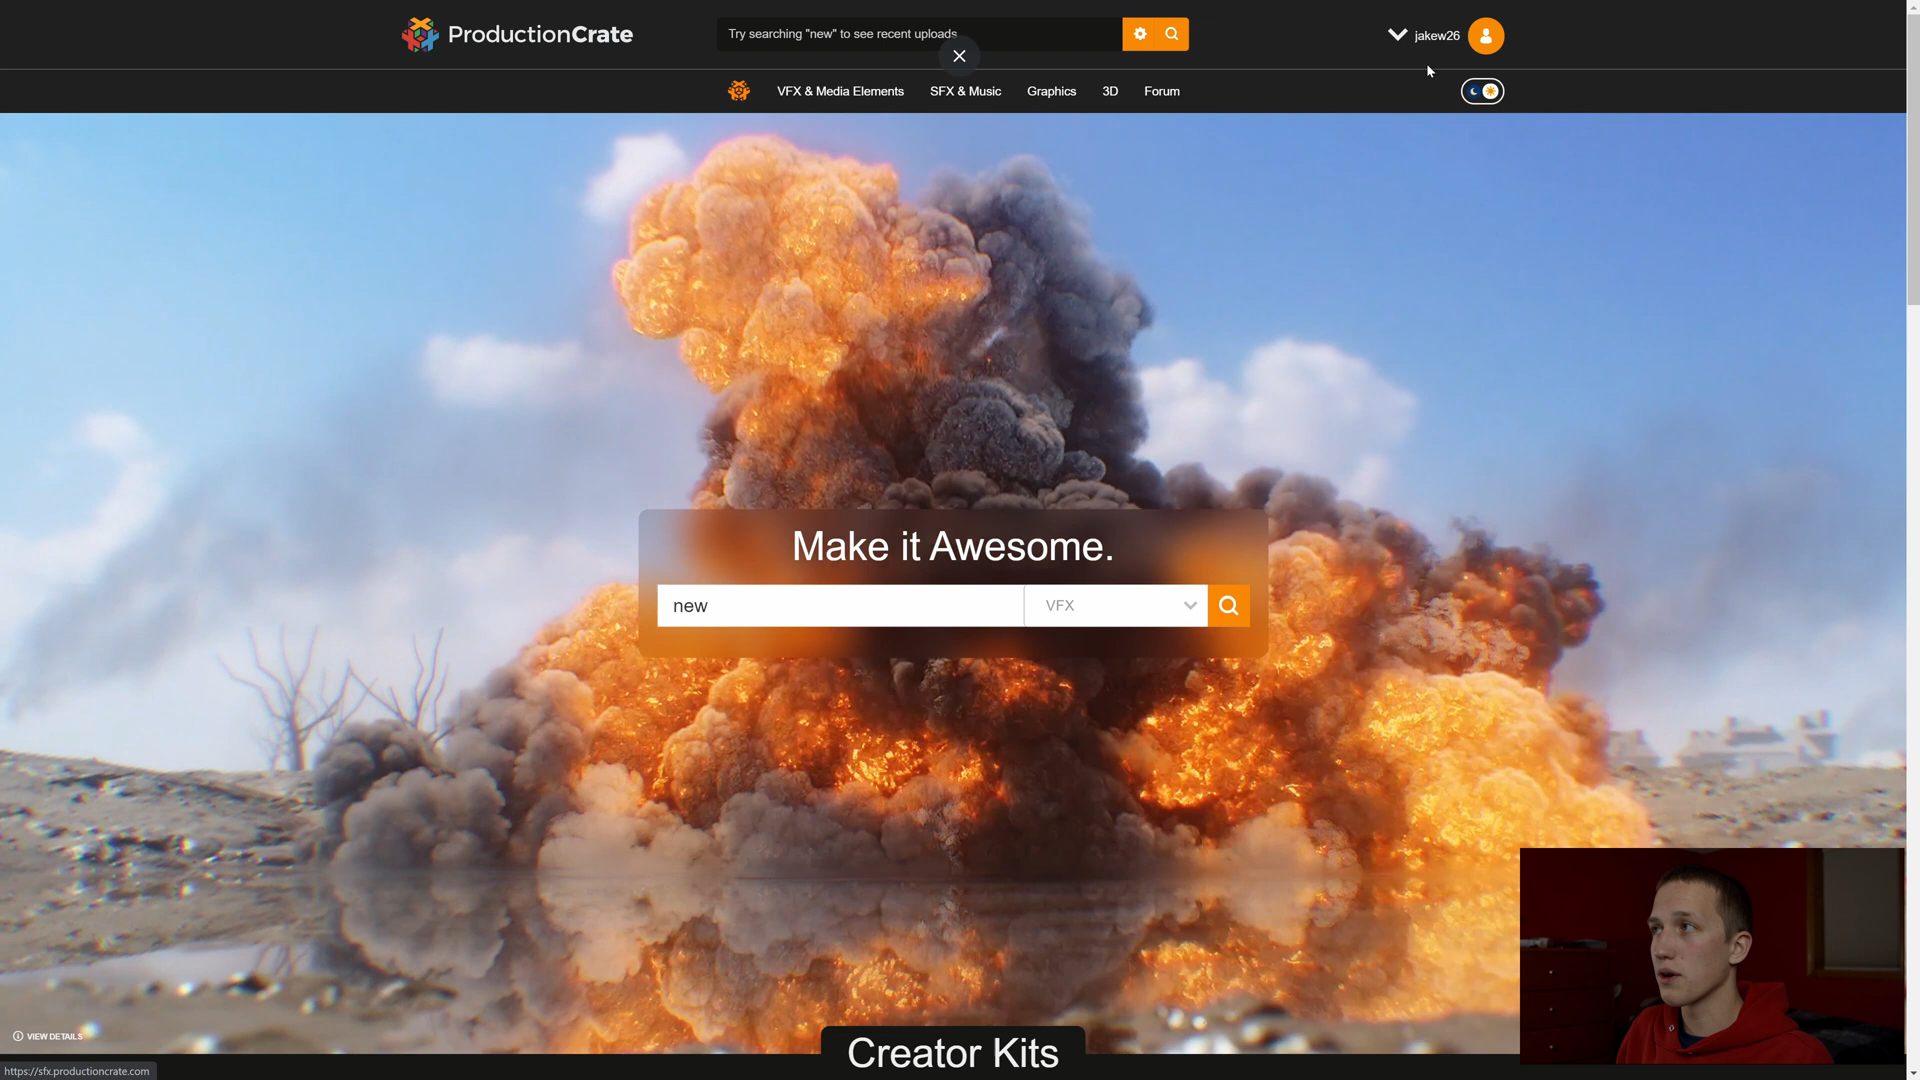 ProductionCrate
Try searching "new" to see recent uploads
jakew26
VFX & Media Elements
SFX & Music
Graphics
3D
Forum
Make it Awesome.
new
VFX
VIEW DETAILS
Creator Kits
https://sfx.productioncrate.com